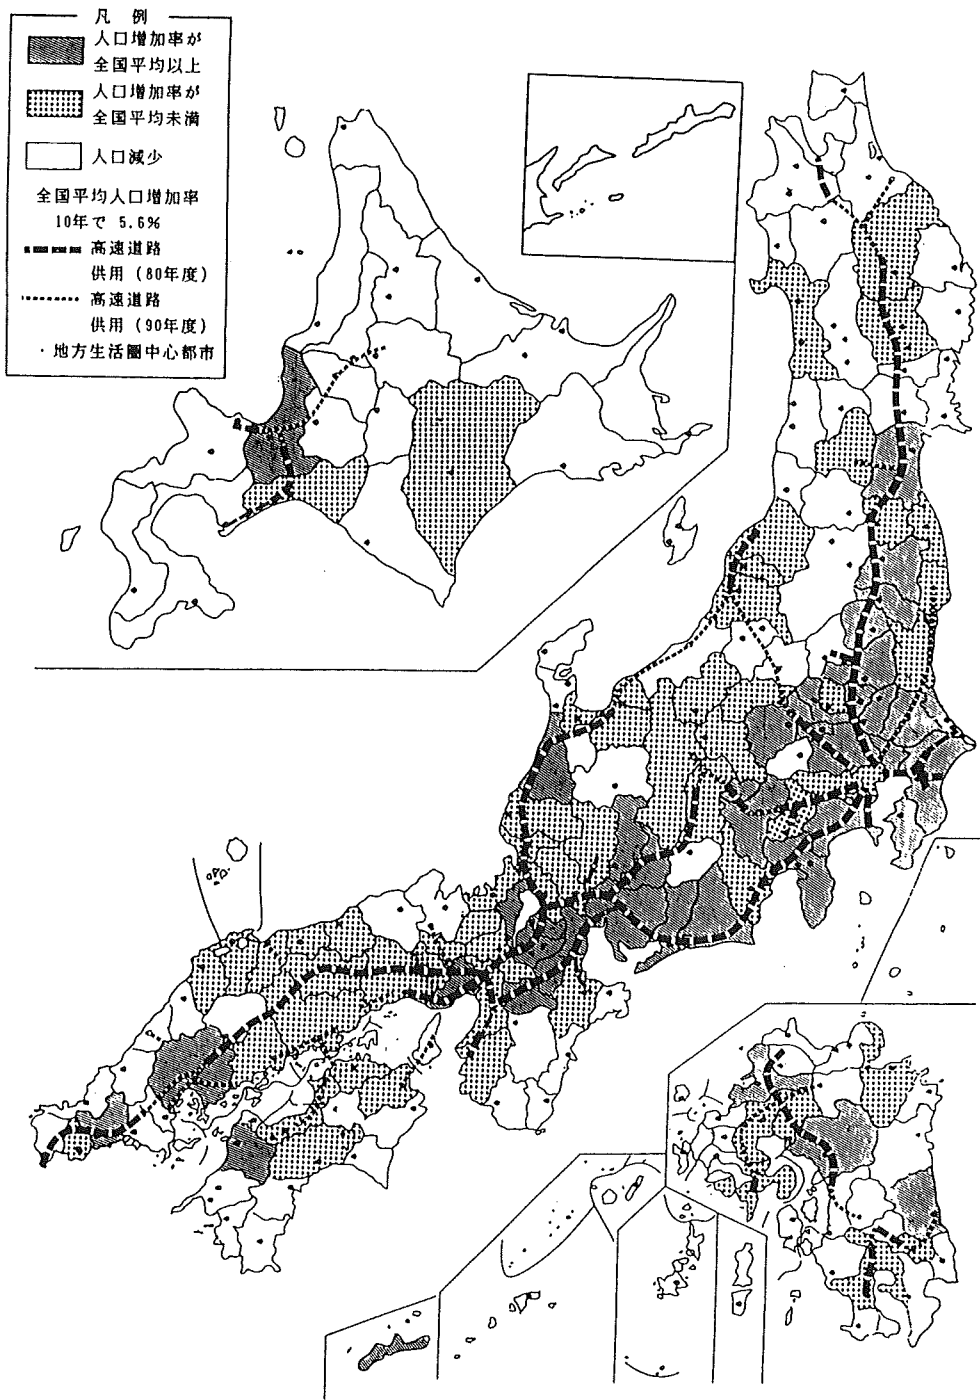 凡 例
人口増加率が
全国平均以上
人口増加率が
全国平均未満
人口減少
全国平均人口増加率
10年で 5.6%
高速道路
供用（80年度）
高速道路
供用（90年度）
・地方生活圏中心都市